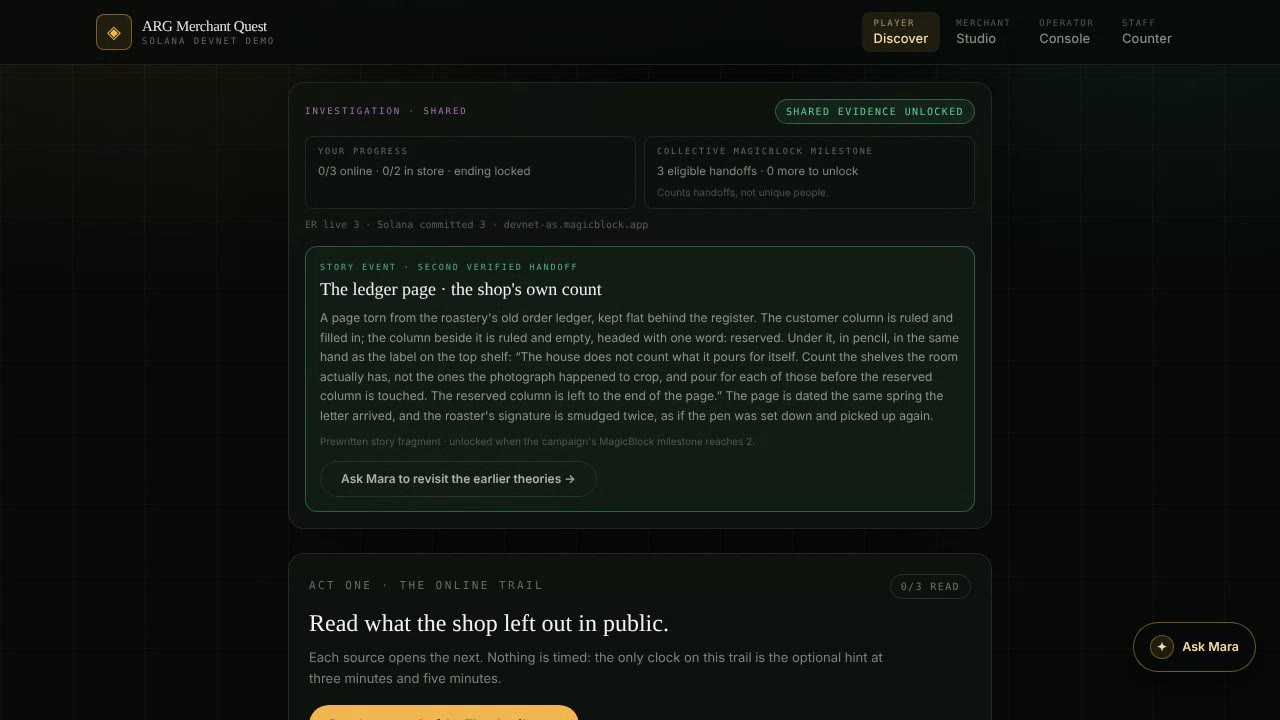 ARG Merchant Quest
SOLANA DEVNET DEMO
PLAYER
Discover
MERCHANT
Studio
OPERATOR
Console
STAFF
Counter
INVESTIGATION · SHARED
SHARED EVIDENCE UNLOCKED
YOUR PROGRESS
0/3 online · 0/2 in store · ending locked
COLLECTIVE MAGICBLOCK MILESTONE
3 eligible handoffs · 0 more to unlock
Counts handoffs, not unique people.
ER live 3 · Solana committed 3 · devnet-as.magicblock.app
STORY EVENT · SECOND VERIFIED HANDOFF
The ledger page · the shop's own count
A page torn from the roastery's old order ledger, kept flat behind the register. The customer column is ruled and
filled in; the column beside it is ruled and empty, headed with one word: reserved. Under it, in pencil, in the same
hand as the label on the top shelf: “The house does not count what it pours for itself. Count the shelves the room
actually has, not the ones the photograph happened to crop, and pour for each of those before the reserved
column is touched. The reserved column is left to the end of the page.” The page is dated the same spring the
letter arrived, and the roaster's signature is smudged twice, as if the pen was set down and picked up again.
Prewritten story fragment · unlocked when the campaign's MagicBlock milestone reaches 2.
Ask Mara to revisit the earlier theories →
ACT ONE · THE ONLINE TRAIL
0/3 READ
Read what the shop left out in public.
Each source opens the next. Nothing is timed: the only clock on this trail is the optional hint at
three minutes and five minutes.
Ask Mara